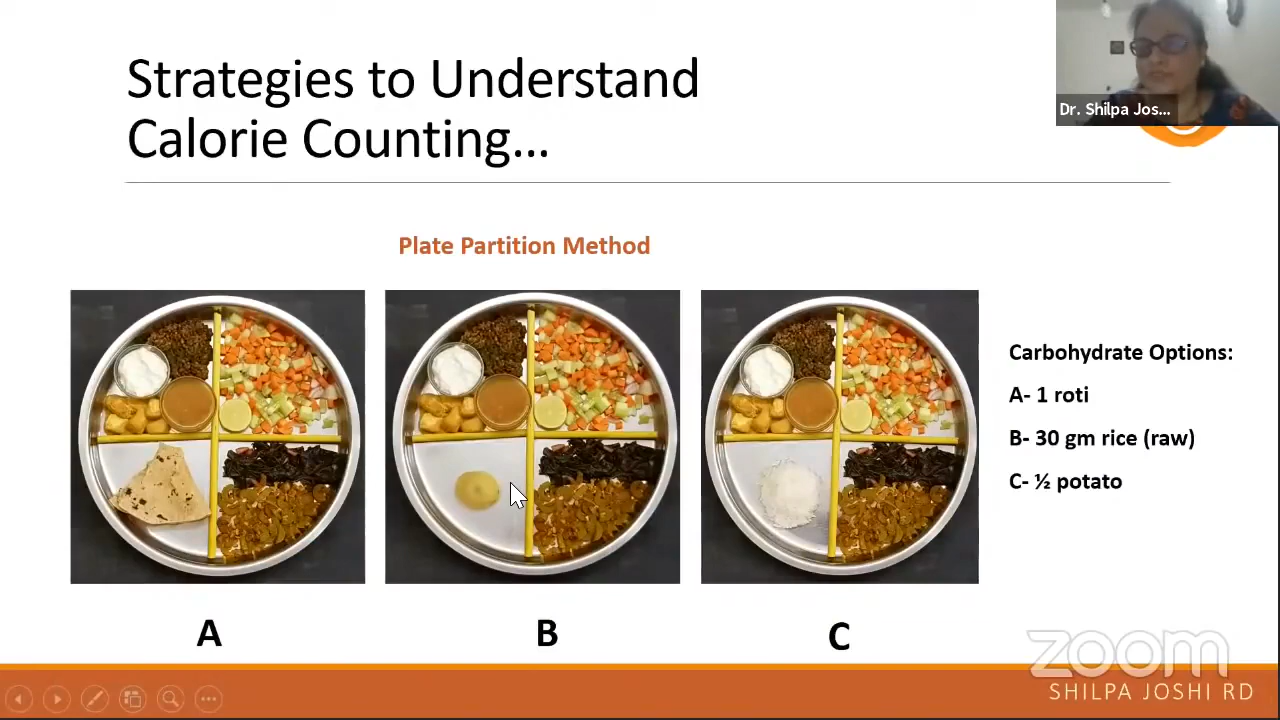 Strategies to Understand
Calorie Counting...
Dr. Shilpa Jos...
Plate Partition Method
Carbohydrate Options:
A- 1 roti
B- 30 gm rice (raw)
C- ½ potato
A
B
C
zoom
SHILPA JOSHI RD